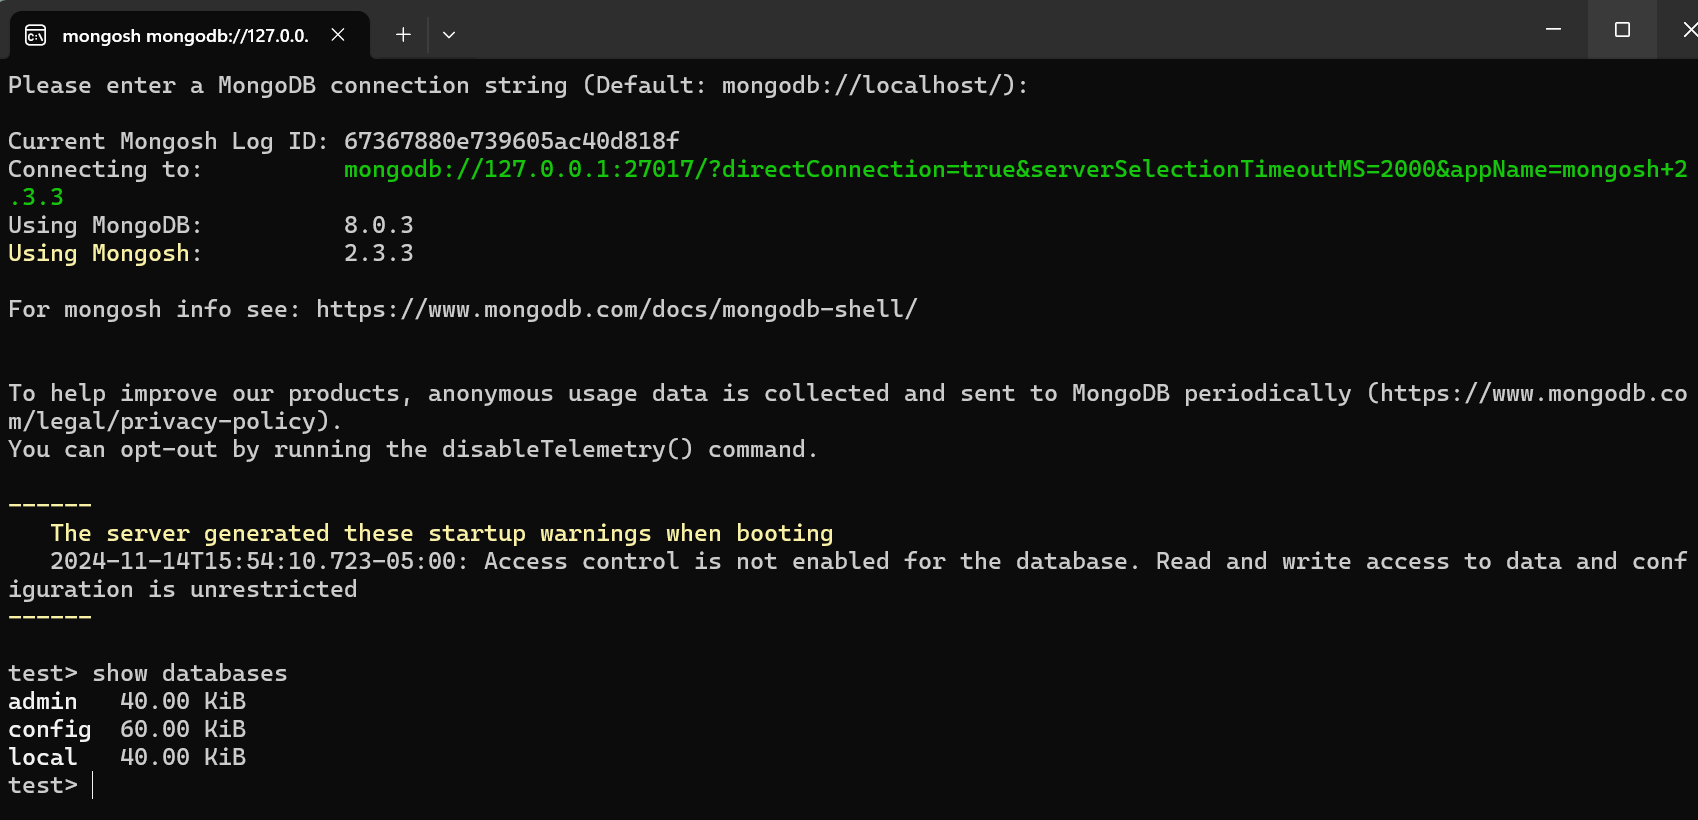 mongosh mongodb://127.0.0.
Please enter a MongoDB connection string (Default: mongodb://localhost/):
Current Mongosh Log ID: 67367880e739605ac40d818f
Connecting to:          mongodb://127.0.0.1:27017/?directConnection=true&serverSelectionTimeoutMS=2000&appName=mongosh+2
.3.3
Using MongoDB:          8.0.3
Using Mongosh:          2.3.3
For mongosh info see: https://www.mongodb.com/docs/mongodb-shell/
To help improve our products, anonymous usage data is collected and sent to MongoDB periodically (https://www.mongodb.co
m/legal/privacy-policy).
You can opt-out by running the disableTelemetry() command.
------
   The server generated these startup warnings when booting
   2024-11-14T15:54:10.723-05:00: Access control is not enabled for the database. Read and write access to data and conf
iguration is unrestricted
------
test> show databases
admin   40.00 KiB
config  60.00 KiB
local   40.00 KiB
test>